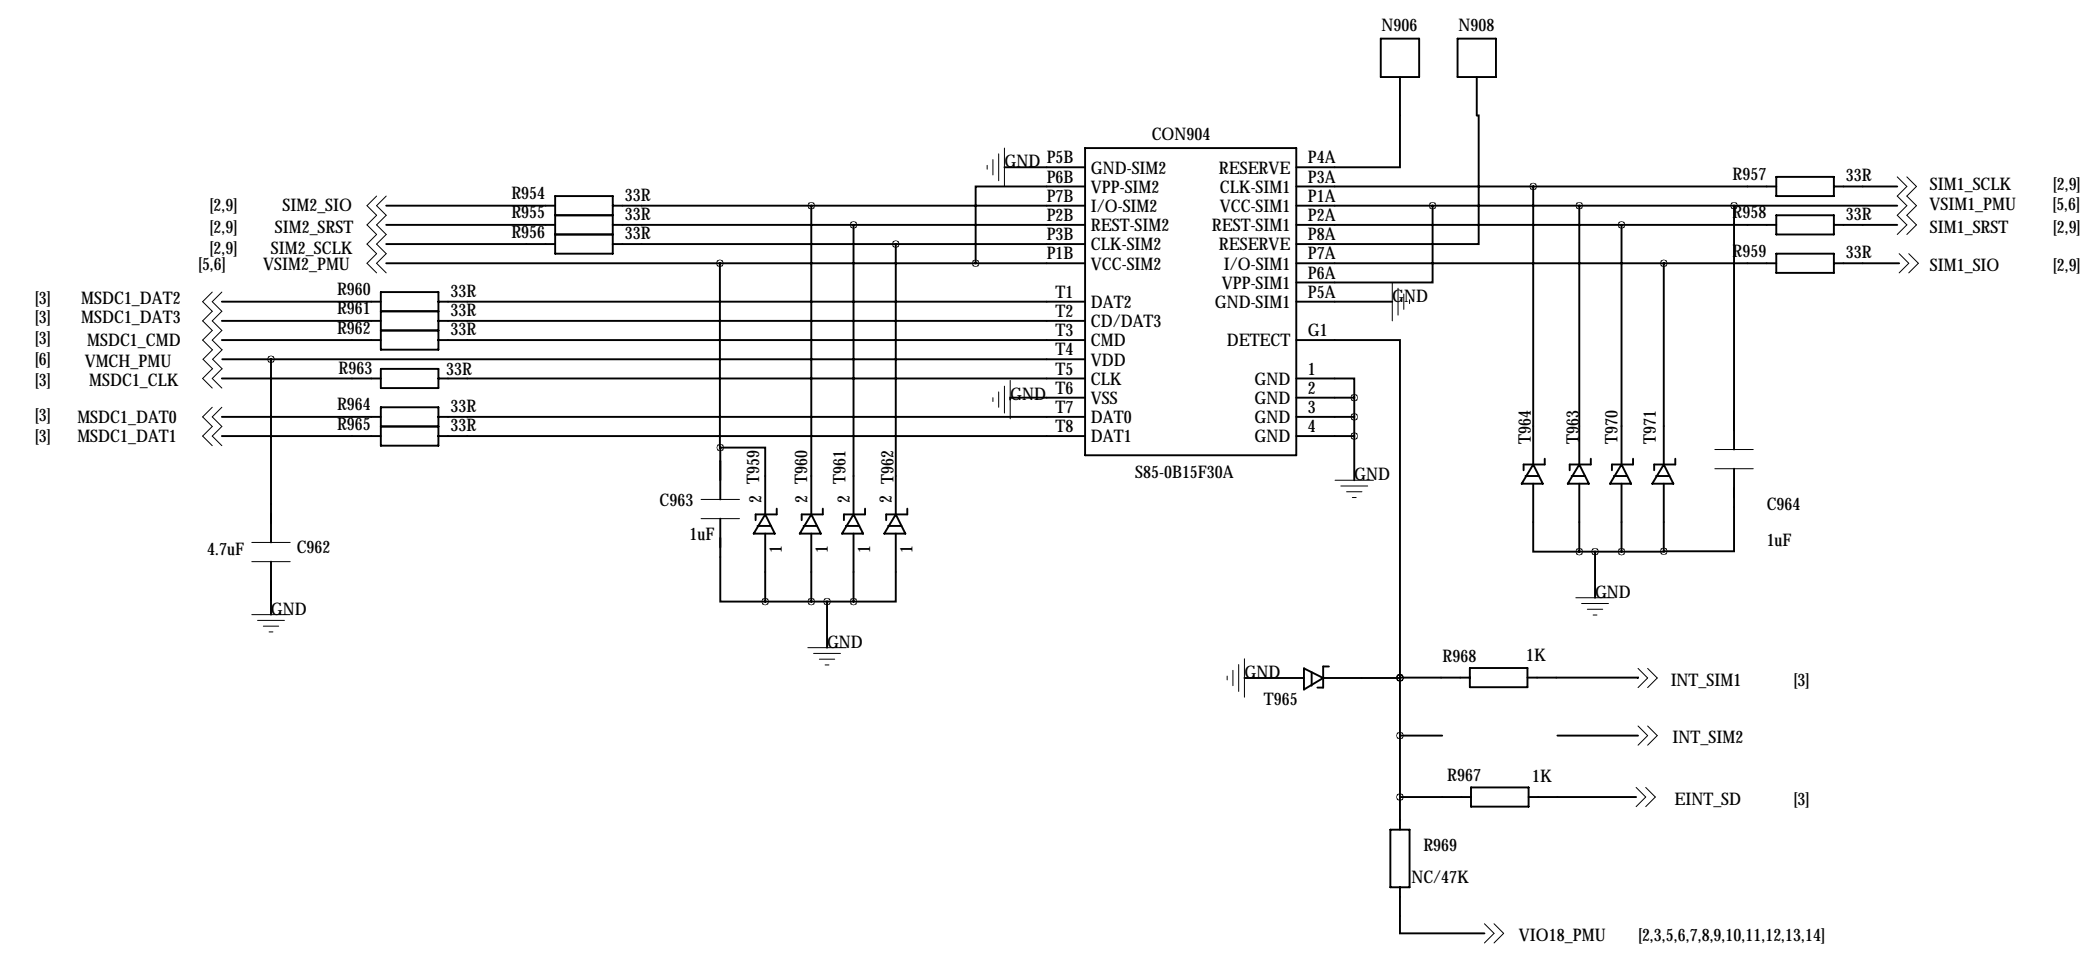 N906 N908
CON904
GND P5B GND-SIM2 RESERVE P4A
P6B VPP-SIM2 CLK-SIM1 P3A R957 33R SIM1_SCLK [2,9]
[2,9] SIM2_SIO R954 33R P7B I/O-SIM2 VCC-SIM1 P1A VSIM1_PMU [5,6]
[2,9] SIM2_SRST R955 33R P2B REST-SIM2 REST-SIM1 P2A R958 33R SIM1_SRST [2,9]
[2,9] SIM2_SCLK R956 33R P3B CLK-SIM2 RESERVE P8A
[5,6] VSIM2_PMU P1B VCC-SIM2 I/O-SIM1 P7A R959 33R SIM1_SIO [2,9]
VPP-SIM1 P6A
[3] MSDC1_DAT2 R960 33R T1 DAT2 GND-SIM1 P5A GND
[3] MSDC1_DAT3 R961 33R T2 CD/DAT3
[3] MSDC1_CMD R962 33R T3 CMD DETECT G1
[6] VMCH_PMU T4 VDD
[3] MSDC1_CLK R963 33R T5 CLK GND 1
GND T6 VSS GND 2
[3] MSDC1_DAT0 R964 33R T7 DAT0 GND 3
[3] MSDC1_DAT1 R965 33R T8 DAT1 GND 4
S85-0B15F30A GND
T959 T960 T961 T962
T964 T963 T970 T971
C963 2 2 2 2
1uF 1 1 1 1
C964
1uF
4.7uF C962
GND
GND
GND
GND T965 R968 1K INT_SIM1 [3]
INT_SIM2
R967 1K EINT_SD [3]
R969
NC/47K
VIO18_PMU [2,3,5,6,7,8,9,10,11,12,13,14]